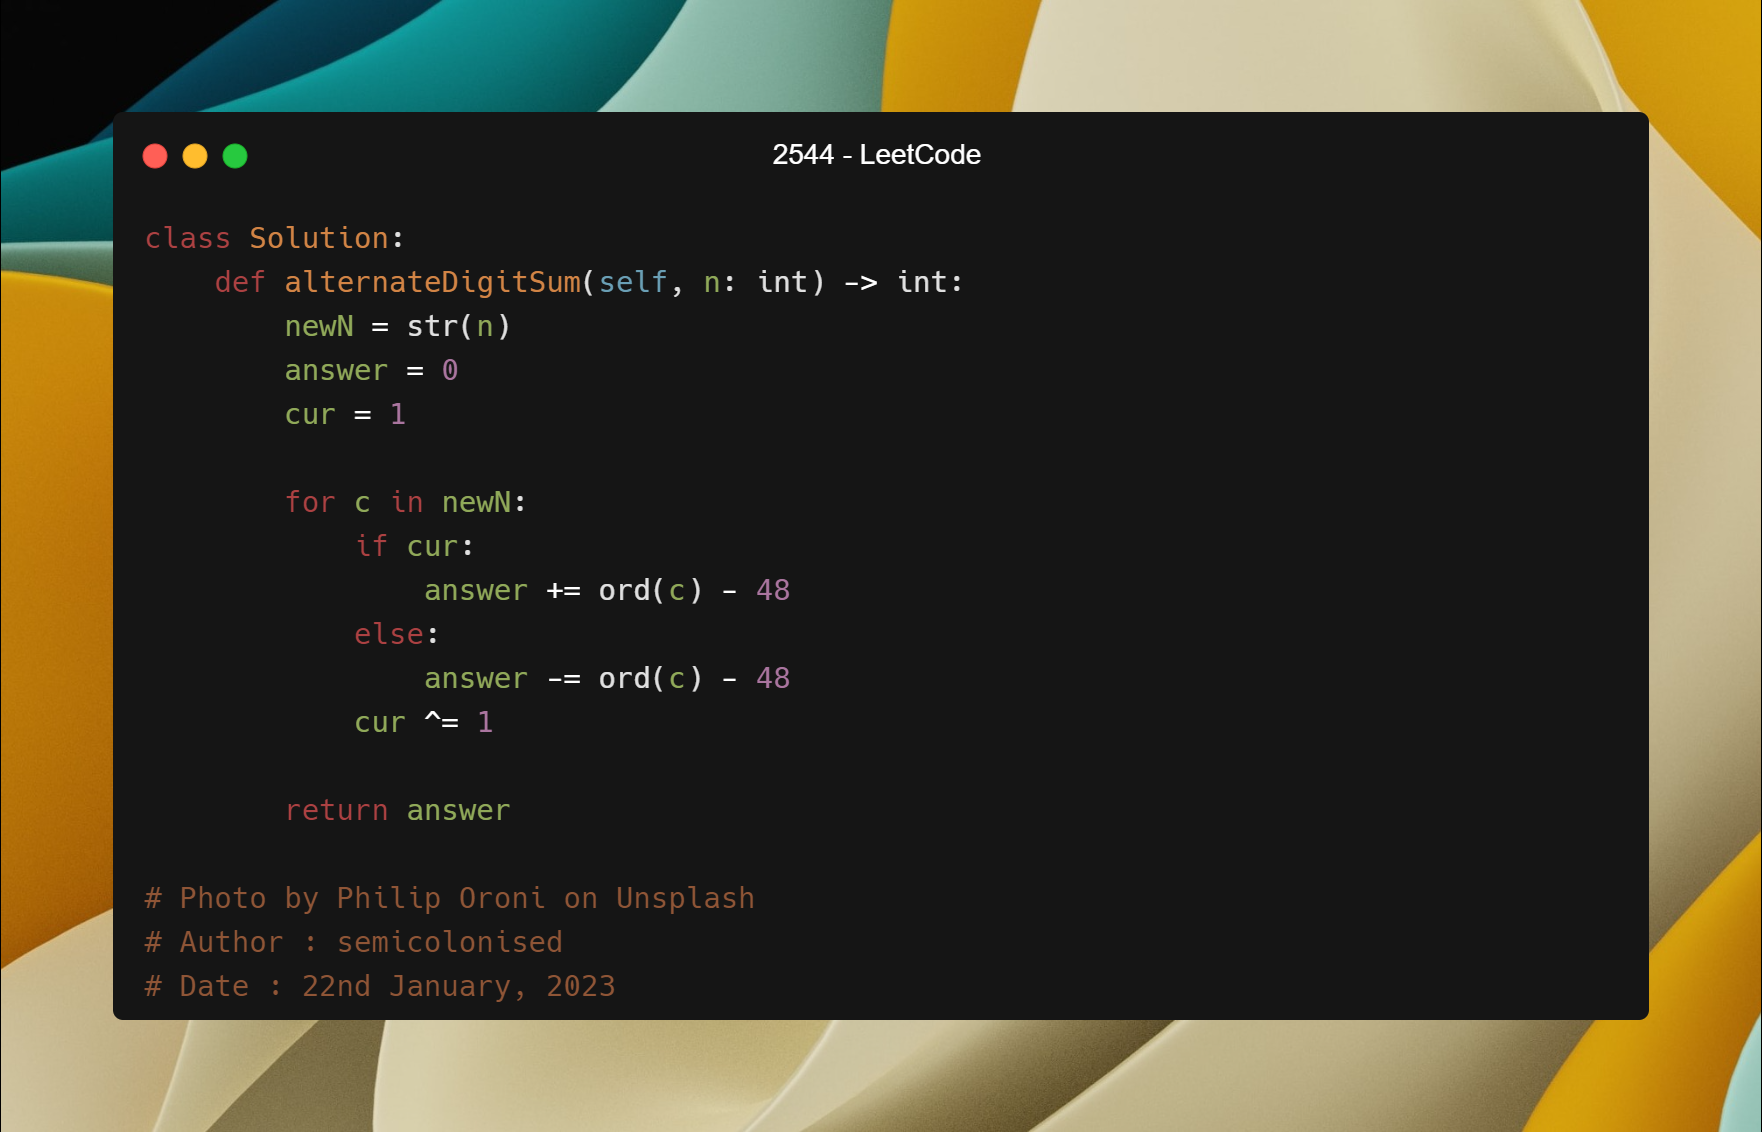 2544 - LeetCode
class Solution:
    def alternateDigitSum(self, n: int) -> int:
        newN = str(n)
        answer = 0
        cur = 1
        for c in newN:
            if cur:
                answer += ord(c) - 48
            else:
                answer -= ord(c) - 48
            cur ^= 1
        return answer
# Photo by Philip Oroni on Unsplash
# Author : semicolonised
# Date : 22nd January, 2023